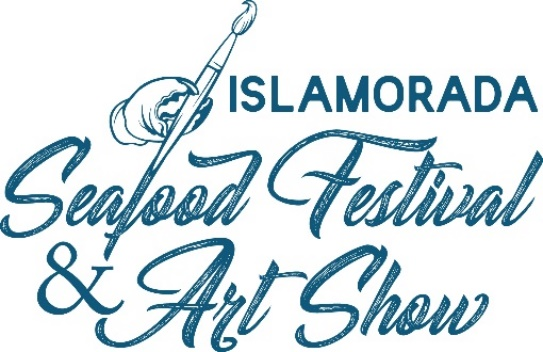 ISLAMORADA
Seafood Festival
& Art Show